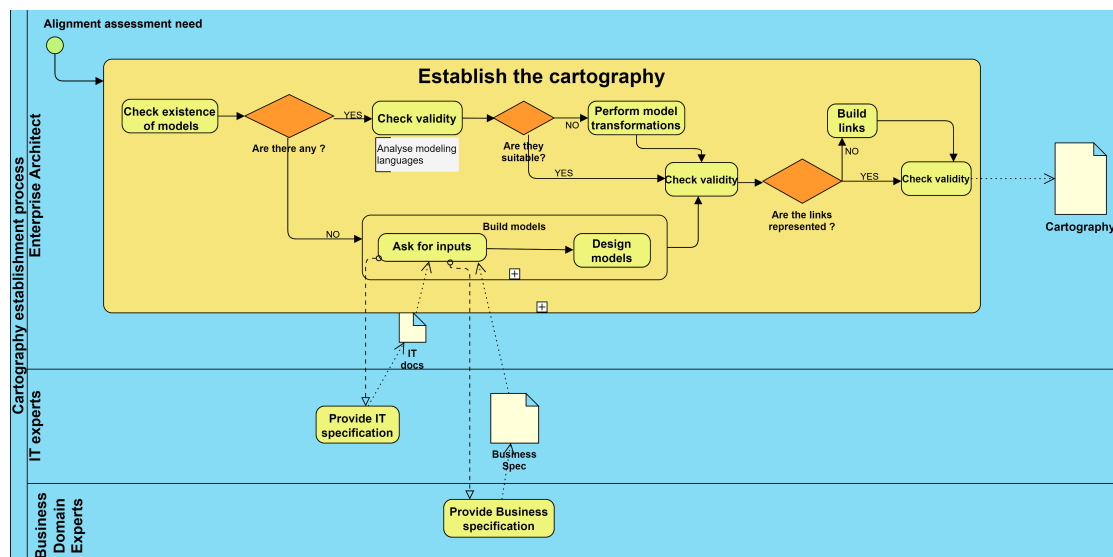 Alignment assessment need
Cartography establishment process
Enterprise Architect
Establish the cartography
Check existence
of models
Are there any ?
YES
Check validity
Analyse modeling
languages
Are they
suitable?
NO
Perform model
transformations
YES
Check validity
Are the links
represented ?
NO
Build
links
YES
Check validity
Cartography
NO
Build models
Ask for inputs
Design
models
IT
docs
IT experts
Provide IT
specification
Business
Spec
Business
Domain
Experts
Provide Business
specification